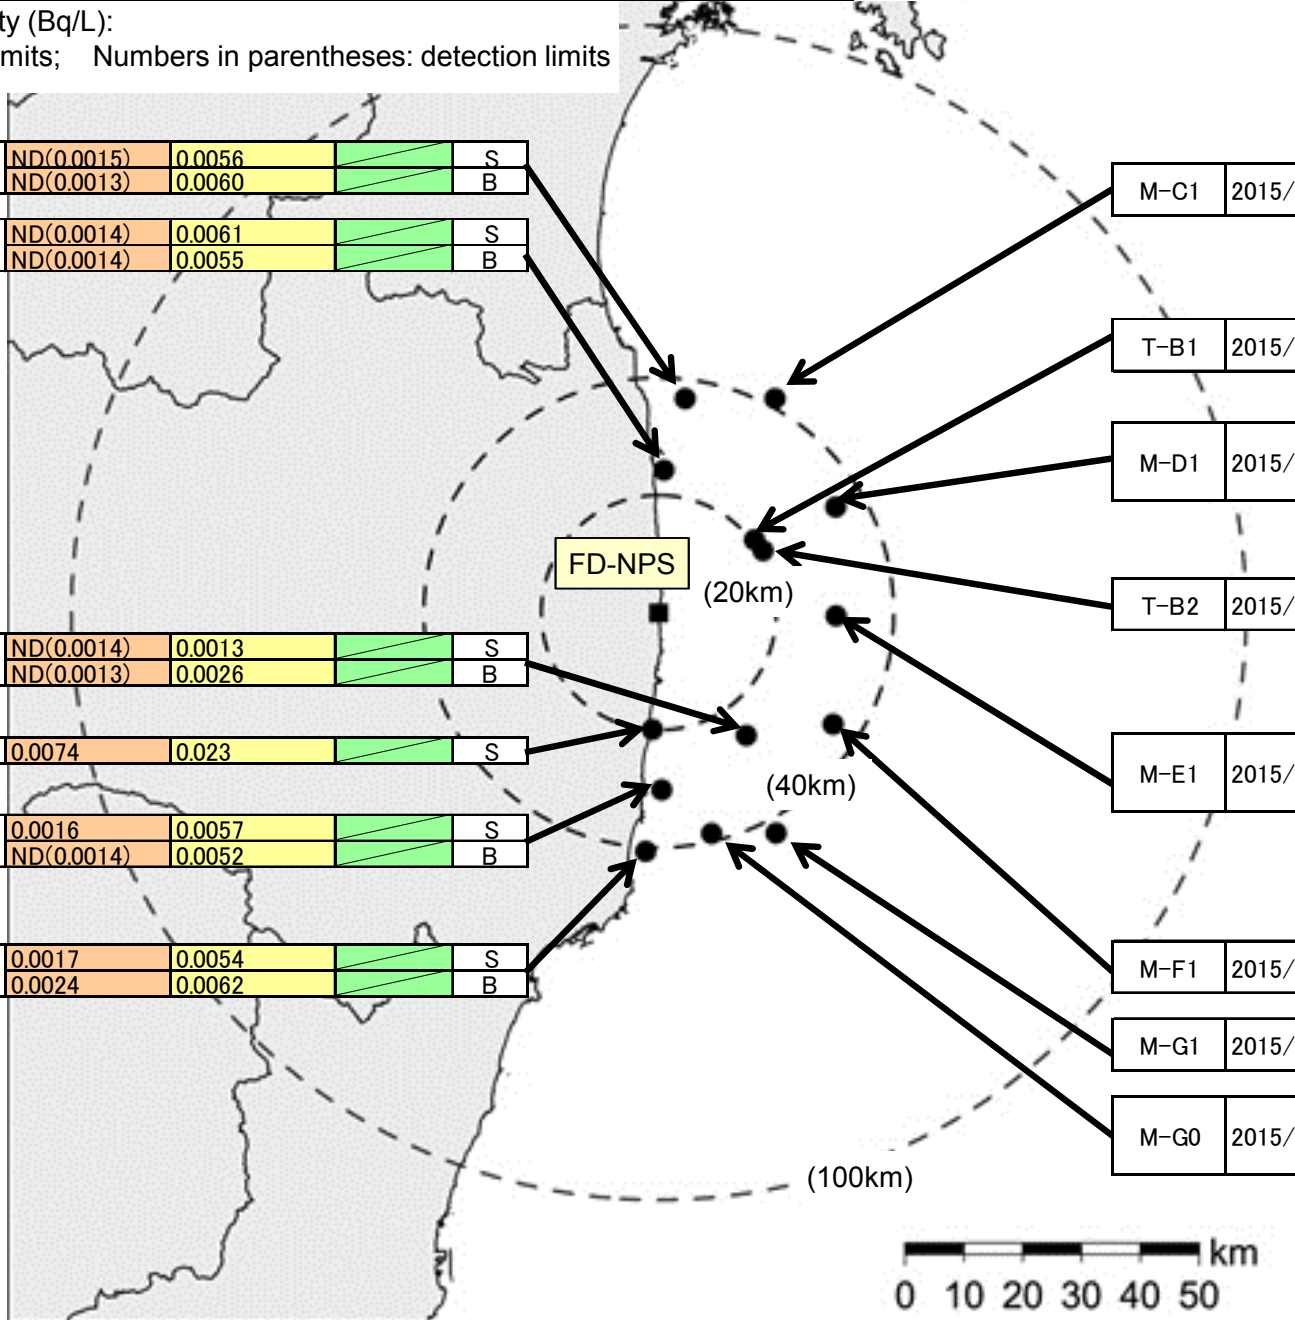 ty (Bq/L):
mits; Numbers in parentheses: detection limits
ND(0.0015) 0.0056 S
ND(0.0013) 0.0060 B
M-C1 2015/
ND(0.0014) 0.0061 S
ND(0.0014) 0.0055 B
T-B1 2015/
M-D1 2015/
FD-NPS
(20km)
T-B2 2015/
ND(0.0014) 0.0013 S
ND(0.0013) 0.0026 B
0.0074 0.023 S
M-E1 2015/
(40km)
0.0016 0.0057 S
ND(0.0014) 0.0052 B
0.0017 0.0054 S
0.0024 0.0062 B
M-F1 2015/
M-G1 2015/
M-G0 2015/
(100km)
km
0 10 20 30 40 50